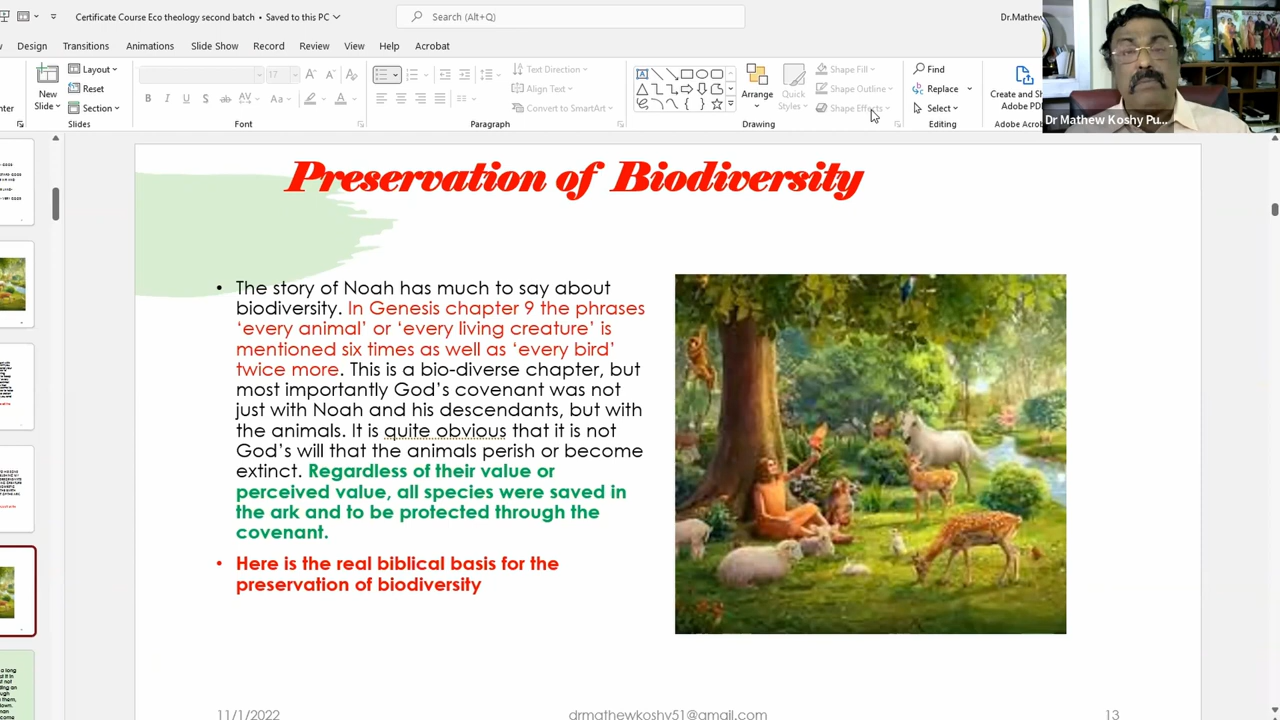 Certificate Course Eco theology second batch • Saved to this PC
Search (Alt+Q)
Dr.Mathew
Design Transitions Animations Slide Show Record Review View Help Acrobat
New Slide
Layout
Reset
Section
Slides
17
B I U S ab AV Aa A
Font
Text Direction
Align Text
Convert to SmartArt
Paragraph
Arrange
Quick Styles
Shape Fill
Shape Outline
Shape Effects
Drawing
Find
Replace
Select
Editing
Create and Sh
Adobe PD
Adobe Acro
Dr Mathew Koshy Pu...
Preservation of Biodiversity
• The story of Noah has much to say about
biodiversity. In Genesis chapter 9 the phrases
‘every animal’ or ‘every living creature’ is
mentioned six times as well as ‘every bird’
twice more. This is a bio-diverse chapter, but
most importantly God’s covenant was not
just with Noah and his descendants, but with
the animals. It is quite obvious that it is not
God’s will that the animals perish or become
extinct. Regardless of their value or
perceived value, all species were saved in
the ark and to be protected through the
covenant.
• Here is the real biblical basis for the
preservation of biodiversity
11/1/2022
drmathewkoshy51@gmail.com
13